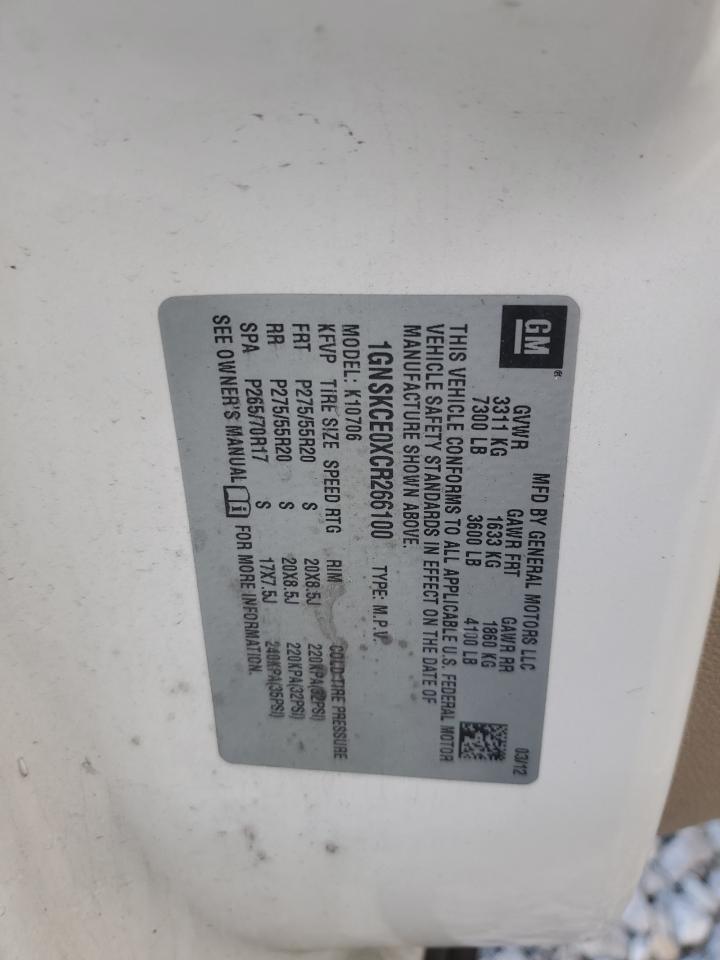 GM
MFD BY GENERAL MOTORS LLC 03/12
GVWR GAWR FRT GAWR RR
3311 KG 1633 KG 1860 KG
7300 LB 3600 LB 4100 LB
THIS VEHICLE CONFORMS TO ALL APPLICABLE U.S. FEDERAL MOTOR
VEHICLE SAFETY STANDARDS IN EFFECT ON THE DATE OF
MANUFACTURE SHOWN ABOVE.
1GNSKCE0XCR266100 TYPE: M.P.V.
MODEL: K10706
KFVP TIRE SIZE SPEED RTG RIM COLD TIRE PRESSURE
FRT P275/55R20 S 20X8.5J 220KPA(32PSI)
RR P275/55R20 S 20X8.5J 220KPA(32PSI)
SPA P265/70R17 S 17X7.5J 240KPA(35PSI)
SEE OWNER'S MANUAL FOR MORE INFORMATION.